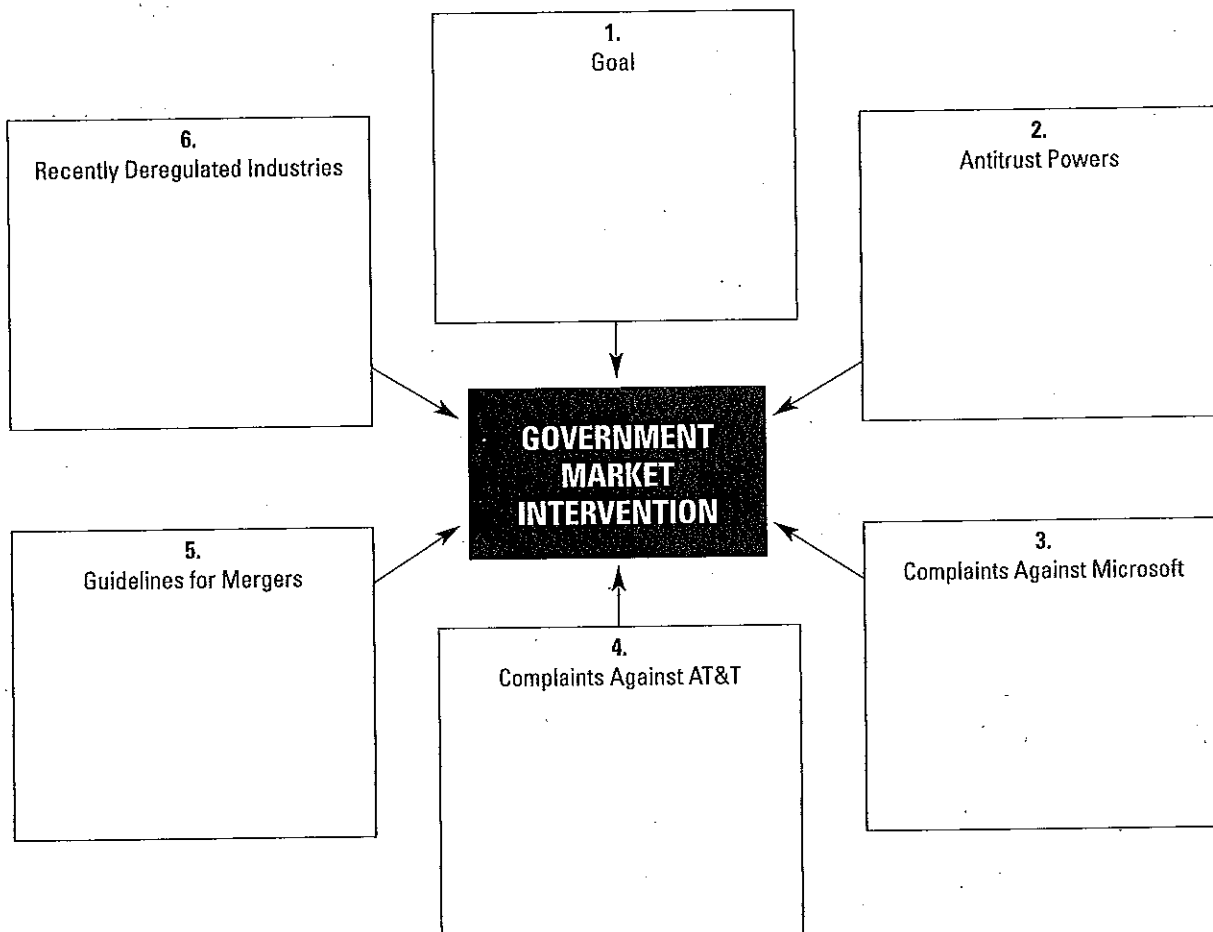 1.
Goal
2.
Antitrust Powers
3.
Complaints Against Microsoft
4.
Complaints Against AT&T
5.
Guidelines for Mergers
6.
Recently Deregulated Industries
GOVERNMENT
MARKET
INTERVENTION